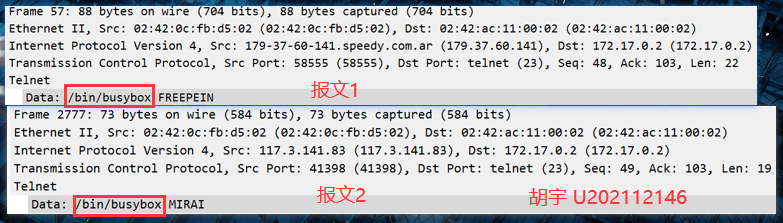 Frame 57: 88 bytes on wire (704 bits), 88 bytes captured (704 bits)
Ethernet II, Src: 02:42:0c:fb:d5:02 (02:42:0c:fb:d5:02), Dst: 02:42:ac:11:00:02 (02:42:ac:11:00:02)
Internet Protocol Version 4, Src: 179-37-60-141.speedy.com.ar (179.37.60.141), Dst: 172.17.0.2 (172.17.0.2)
Transmission Control Protocol, Src Port: 58555 (58555), Dst Port: telnet (23), Seq: 48, Ack: 103, Len: 22
Telnet
Data: /bin/busybox FREEPEIN
报文1
Frame 2777: 73 bytes on wire (584 bits), 73 bytes captured (584 bits)
Ethernet II, Src: 02:42:0c:fb:d5:02 (02:42:0c:fb:d5:02), Dst: 02:42:ac:11:00:02 (02:42:ac:11:00:02)
Internet Protocol Version 4, Src: 117.3.141.83 (117.3.141.83), Dst: 172.17.0.2 (172.17.0.2)
Transmission Control Protocol, Src Port: 41398 (41398), Dst Port: telnet (23), Seq: 49, Ack: 103, Len: 19
Telnet
Data: /bin/busybox MIRAI
报文2
胡宇 U202112146